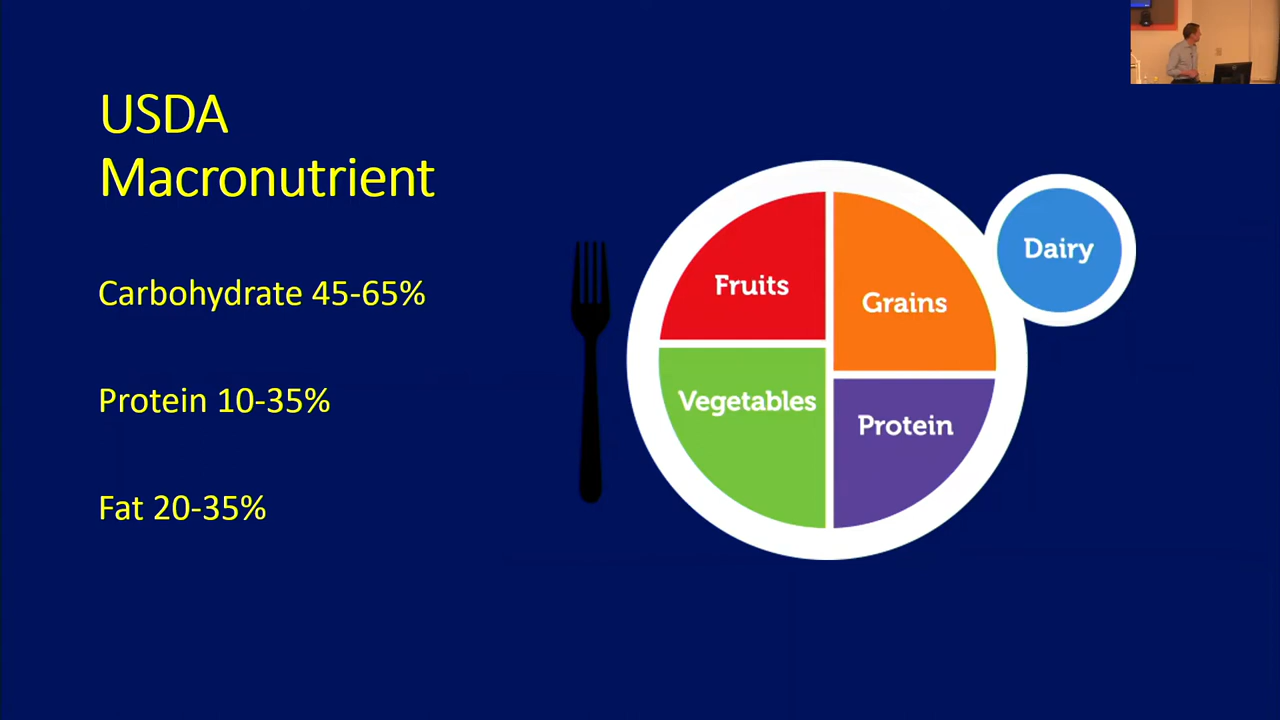 USDA
Macronutrient
Carbohydrate 45-65%
Protein 10-35%
Fat 20-35%
Fruits
Grains
Vegetables
Protein
Dairy